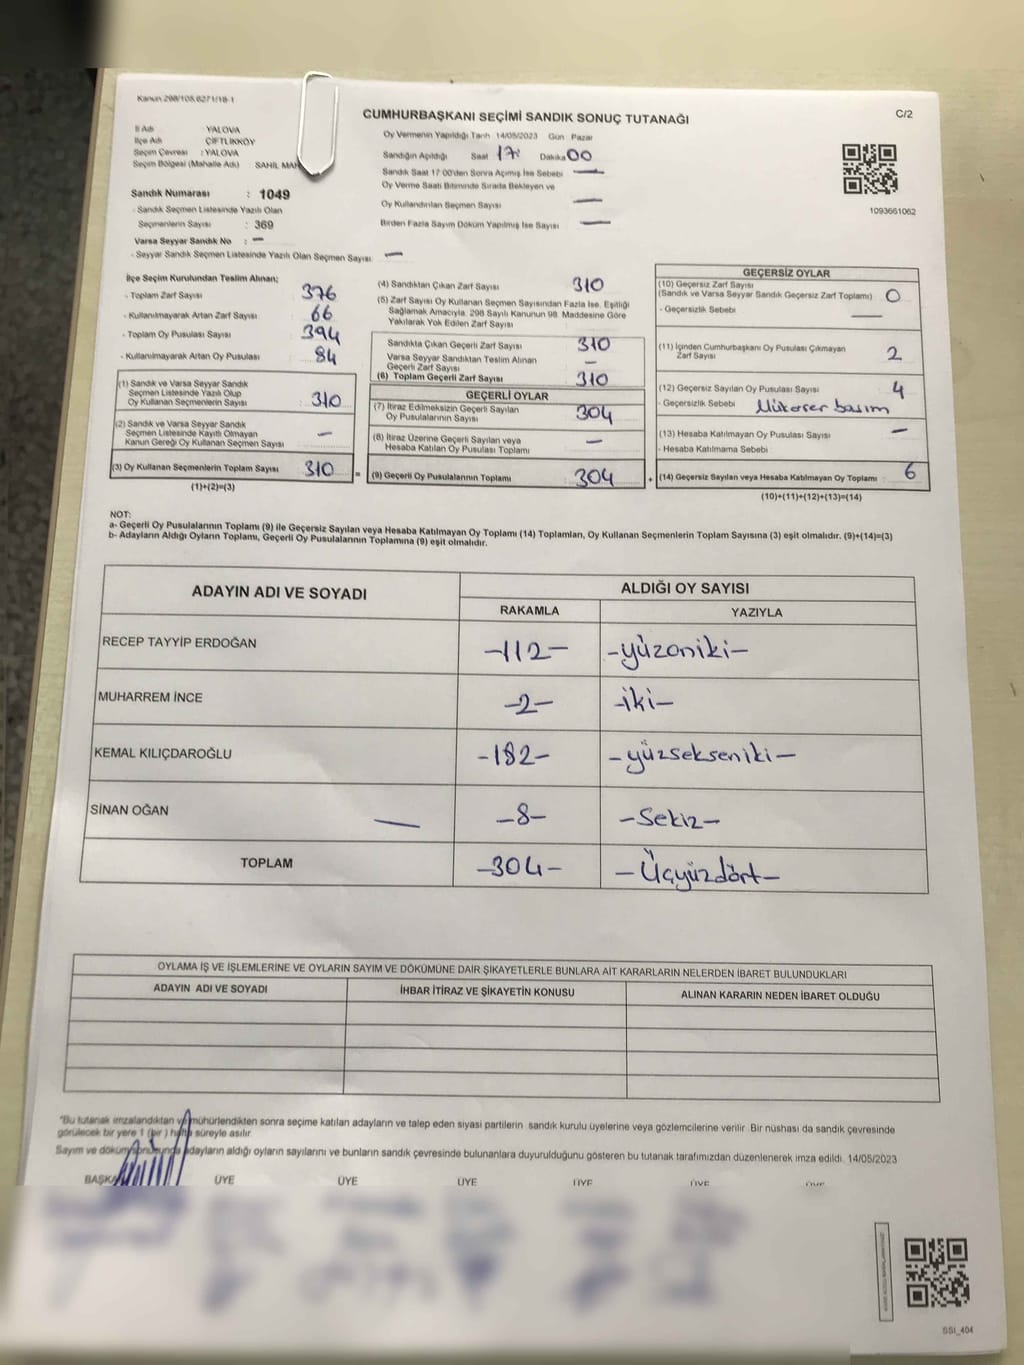 Kanun 298/105,6271/18-1
CUMHURBAŞKANI SEÇİMİ SANDIK SONUÇ TUTANAĞI
C/2
İl Adı YALOVA
İlçe Adı ÇİFTLİKKÖY
Seçim Çevresi : YALOVA
Seçim Bölgesi (Mahalle Adı) SAHİL MAH
Sandık Numarası : 1049
- Sandık Seçmen Listesinde Yazılı Olan
Seçmenlerin Sayısı : 369
Varsa Seyyar Sandık No : —
- Seyyar Sandık Seçmen Listesinde Yazılı Olan Seçmen Sayısı: —
Oy Vermenin Yapıldığı Tarih 14/05/2023 Gün Pazar
Sandığın Açıldığı Saat 17: Dakika 00
Sandık Saat 17:00'den Sonra Açımış İse Sebebi —
Oy Verme Saati Bitiminde Sırada Bekleyen ve
Oy Kullandırılan Seçmen Sayısı —
Birden Fazla Sayım Döküm Yapılmış İse Sayısı —
1093661062
İlçe Seçim Kurulundan Teslim Alınan;
- Toplam Zarf Sayısı 376
- Kullanılmayarak Artan Zarf Sayısı 66
- Toplam Oy Pusulası Sayısı 394
- Kullanılmayarak Artan Oy Pusulası 84
(1) Sandık ve Varsa Seyyar Sandık
Seçmen Listesinde Yazılı Olup
Oy Kullanan Seçmenlerin Sayısı : 310
(2) Sandık ve Varsa Seyyar Sandık
Seçmen Listesinde Kayıtlı Olmayan
Kanun Gereği Oy Kullanan Seçmen Sayısı : —
(3) Oy Kullanan Seçmenlerin Toplam Sayısı : 310 =
(1)+(2)=(3)
(4) Sandıktan Çıkan Zarf Sayısı : 310
(5) Zarf Sayısı Oy Kullanan Seçmen Sayısından Fazla İse, Eşitliği
Sağlamak Amacıyla, 298 Sayılı Kanunun 98. Maddesine Göre
Yakılarak Yok Edilen Zarf Sayısı :
Sandıkta Çıkan Geçerli Zarf Sayısı : 310
Varsa Seyyar Sandıktan Teslim Alınan
Geçerli Zarf Sayısı : —
(6) Toplam Geçerli Zarf Sayısı : 310
GEÇERLİ OYLAR
(7) İtiraz Edilmeksizin Geçerli Sayılan
Oy Pusulalarının Sayısı : 304
(8) İtiraz Üzerine Geçerli Sayılan veya
Hesaba Katılan Oy Pusulası Toplamı : —
(9) Geçerli Oy Pusulalarının Toplamı : 304 +
GEÇERSİZ OYLAR
(10) Geçersiz Zarf Sayısı
(Sandık ve Varsa Seyyar Sandık Geçersiz Zarf Toplamı) : 0
- Geçersizlik Sebebi —
(11) İçinden Cumhurbaşkanı Oy Pusulası Çıkmayan
Zarf Sayısı : 2
(12) Geçersiz Sayılan Oy Pusulası Sayısı : 4
- Geçersizlik Sebebi Mükerer basım
(13) Hesaba Katılmayan Oy Pusulası Sayısı : —
- Hesaba Katılmama Sebebi
(14) Geçersiz Sayılan veya Hesaba Katılmayan Oy Toplamı : 6
(10)+(11)+(12)+(13)=(14)
NOT:
a- Geçerli Oy Pusulalarının Toplamı (9) ile Geçersiz Sayılan veya Hesaba Katılmayan Oy Toplamı (14) Toplamları, Oy Kullanan Seçmenlerin Toplam Sayısına (3) eşit olmalıdır. (9)+(14)=(3)
b- Adayların Aldığı Oyların Toplamı, Geçerli Oy Pusulalarının Toplamına (9) eşit olmalıdır.
ADAYIN ADI VE SOYADI
ALDIĞI OY SAYISI
RAKAMLA YAZIYLA
RECEP TAYYİP ERDOĞAN -112- -yüzoniki-
MUHARREM İNCE -2- -iki-
KEMAL KILIÇDAROĞLU -182- -yüzsekseniki-
SİNAN OĞAN — -8- -Sekiz-
TOPLAM -304- -Üçyüzdört-
OYLAMA İŞ VE İŞLEMLERİNE VE OYLARIN SAYIM VE DÖKÜMÜNE DAİR ŞİKAYETLERLE BUNLARA AİT KARARLARIN NELERDEN İBARET BULUNDUKLARI
ADAYIN ADI VE SOYADI İHBAR İTİRAZ VE ŞİKAYETİN KONUSU ALINAN KARARIN NEDEN İBARET OLDUĞU
"Bu tutanak imzalandıktan ve mühürlendikten sonra seçime katılan adayların ve talep eden siyasi partilerin sandık kurulu üyelerine veya gözlemcilerine verilir. Bir nüshası da sandık çevresinde
görülecek bir yere 1 (bir) hafta süreyle asılır.
Sayım ve döküm sonucunda adayların aldığı oyların sayılarını ve bunların sandık çevresinde bulunanlara duyurulduğunu gösteren bu tutanak tarafımızdan düzenlenerek imza edildi. 14/05/2023
BAŞKA ÜYE ÜYE ÜYE ÜYE ÜYE ÜYE
SSI_404